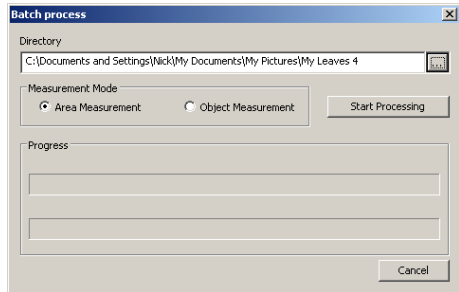 Batch process
Directory
C:\Documents and Settings\Nick\My Documents\My Pictures\My Leaves 4
...
Measurement Mode
Area Measurement Object Measurement Start Processing
Progress
Cancel